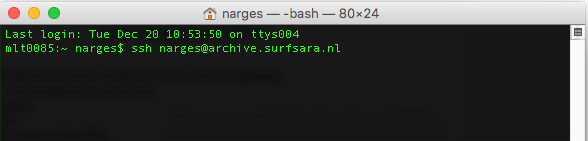 narges — -bash — 80×24
Last login: Tue Dec 20 10:53:50 on ttys004
mlt0085:~ narges$ ssh narges@archive.surfsara.nl